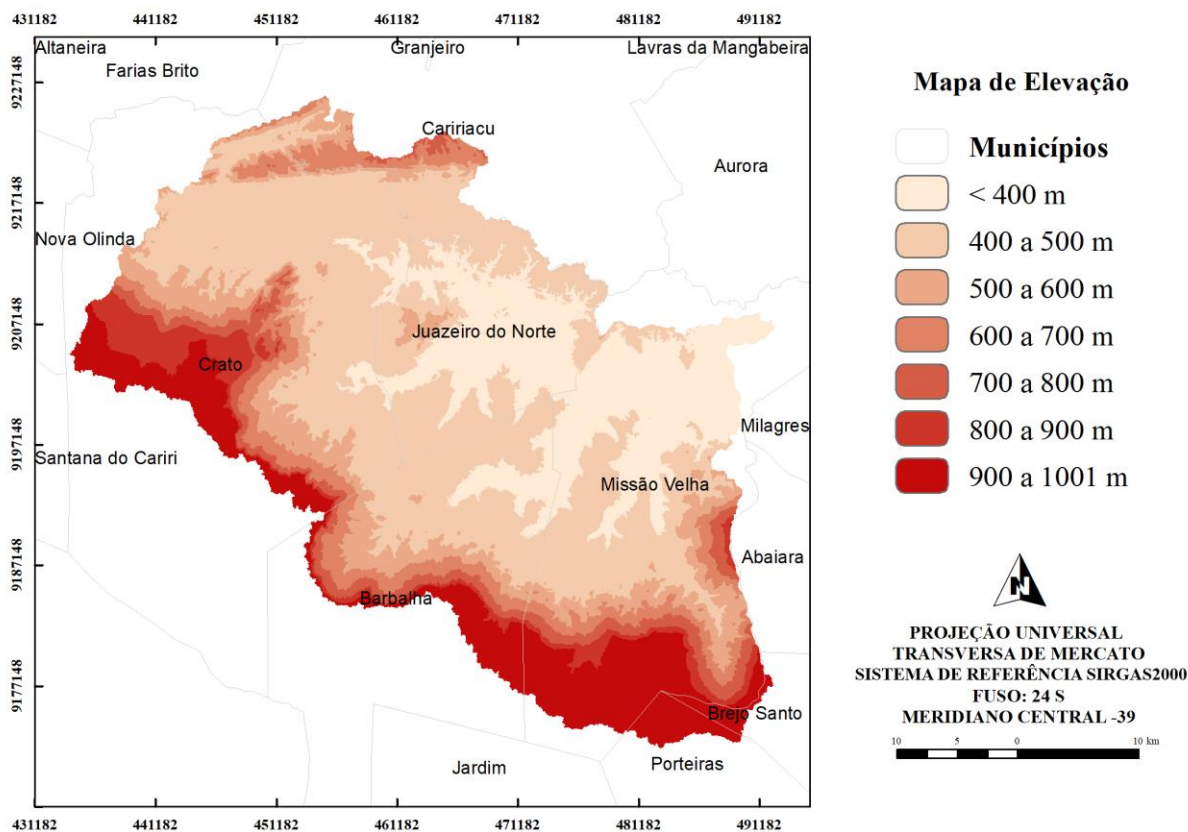 431182 441182 451182 461182 471182 481182 491182
Altaneira
Granjeiro
Lavras da Mangabeira
Farias Brito
Caririacu
Aurora
Nova Olinda
Juazeiro do Norte
Crato
Milagres
Santana do Cariri
Missão Velha
Abaiara
Barbalha
Brejo Santo
Jardim
Porteiras
9227148
9217148
9207148
9197148
9187148
9177148
431182 441182 451182 461182 471182 481182 491182
Mapa de Elevação
Municípios
< 400 m
400 a 500 m
500 a 600 m
600 a 700 m
700 a 800 m
800 a 900 m
900 a 1001 m
N
PROJEÇÃO UNIVERSAL
TRANSVERSA DE MERCATO
SISTEMA DE REFERÊNCIA SIRGAS2000
FUSO: 24 S
MERIDIANO CENTRAL -39
10 5 0 10 km